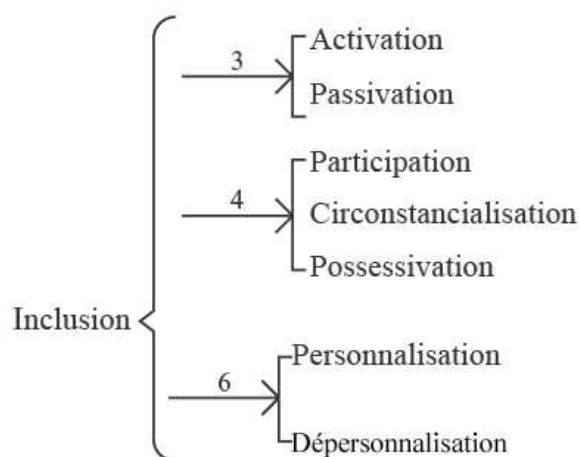 Activation
3
Passivation
Participation
4
Circonstancialisation
Possessivation
Inclusion
Personnalisation
6
Dépersonnalisation